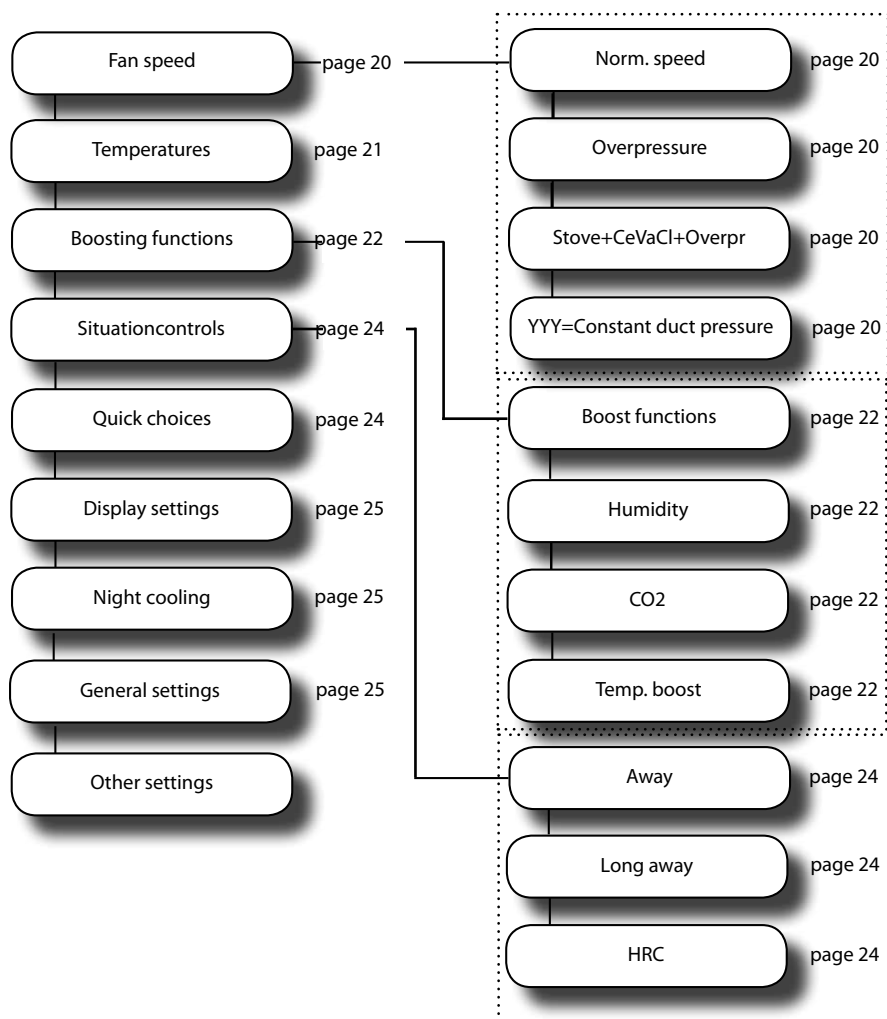 Fan speed page 20
Temperatures page 21
Boosting functions page 22
Situationcontrols page 24
Quick choices page 24
Display settings page 25
Night cooling page 25
General settings page 25
Other settings
Norm. speed page 20
Overpressure page 20
Stove+CeVaCl+Overpr page 20
YYY=Constant duct pressure page 20
Boost functions page 22
Humidity page 22
CO2 page 22
Temp. boost page 22
Away page 24
Long away page 24
HRC page 24